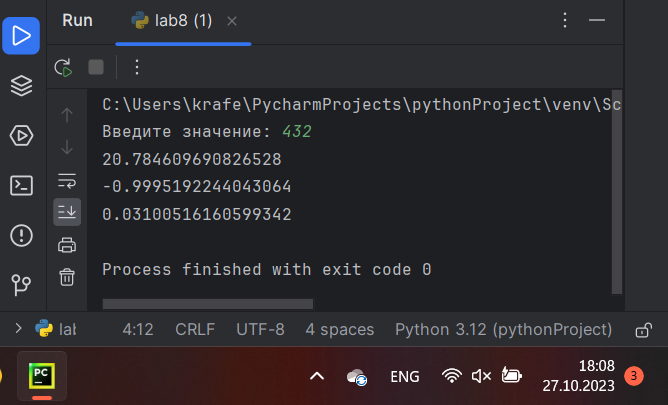 Run lab8 (1)
C:\Users\krafe\PycharmProjects\pythonProject\venv\Sc
Введите значение: 432
20.784609690826528
-0.9995192244043064
0.03100516160599342
Process finished with exit code 0
lab 4:12 CRLF UTF-8 4 spaces Python 3.12 (pythonProject)
PC ENG 18:08 3
27.10.2023